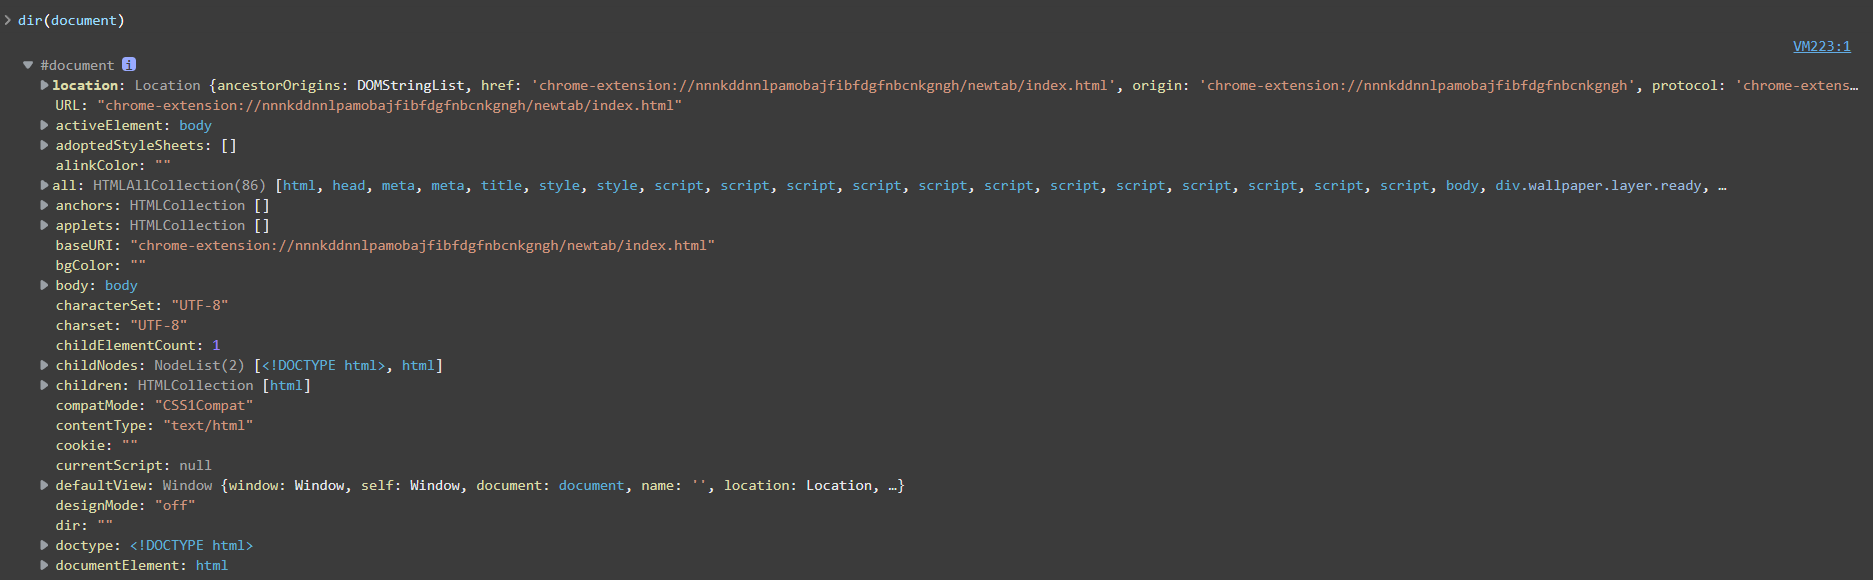 dir(document)
VM223:1
#document i
location: Location {ancestorOrigins: DOMStringList, href: 'chrome-extension://nnnkddnnlpamobajfibfdgfnbcnkgngh/newtab/index.html', origin: 'chrome-extension://nnnkddnnlpamobajfibfdgfnbcnkgngh', protocol: 'chrome-extens…
URL: "chrome-extension://nnnkddnnlpamobajfibfdgfnbcnkgngh/newtab/index.html"
activeElement: body
adoptedStyleSheets: []
alinkColor: ""
all: HTMLAllCollection(86) [html, head, meta, meta, title, style, style, script, script, script, script, script, script, script, script, script, script, script, script, body, div.wallpaper.layer.ready, …
anchors: HTMLCollection []
applets: HTMLCollection []
baseURI: "chrome-extension://nnnkddnnlpamobajfibfdgfnbcnkgngh/newtab/index.html"
bgColor: ""
body: body
characterSet: "UTF-8"
charset: "UTF-8"
childElementCount: 1
childNodes: NodeList(2) [<!DOCTYPE html>, html]
children: HTMLCollection [html]
compatMode: "CSS1Compat"
contentType: "text/html"
cookie: ""
currentScript: null
defaultView: Window {window: Window, self: Window, document: document, name: '', location: Location, …}
designMode: "off"
dir: ""
doctype: <!DOCTYPE html>
documentElement: html